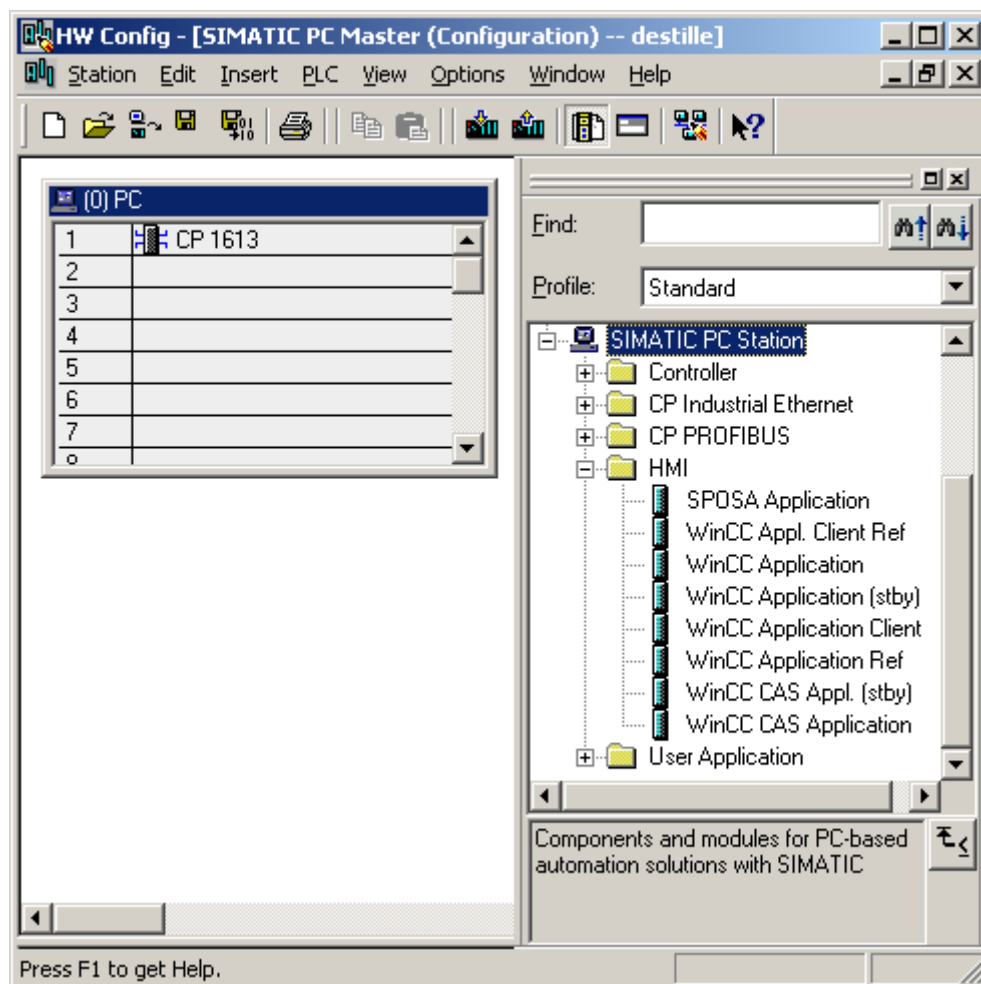 HW Config - [SIMATIC PC Master (Configuration) -- destille]
Station Edit Insert PLC View Options Window Help
(0) PC
1 CP 1613
2
3
4
5
6
7
Find:
Profile: Standard
SIMATIC PC Station
Controller
CP Industrial Ethernet
CP PROFIBUS
HMI
SPOSA Application
WinCC Appl. Client Ref
WinCC Application
WinCC Application (stby)
WinCC Application Client
WinCC Application Ref
WinCC CAS Appl. (stby)
WinCC CAS Application
User Application
Components and modules for PC-based
automation solutions with SIMATIC
Press F1 to get Help.